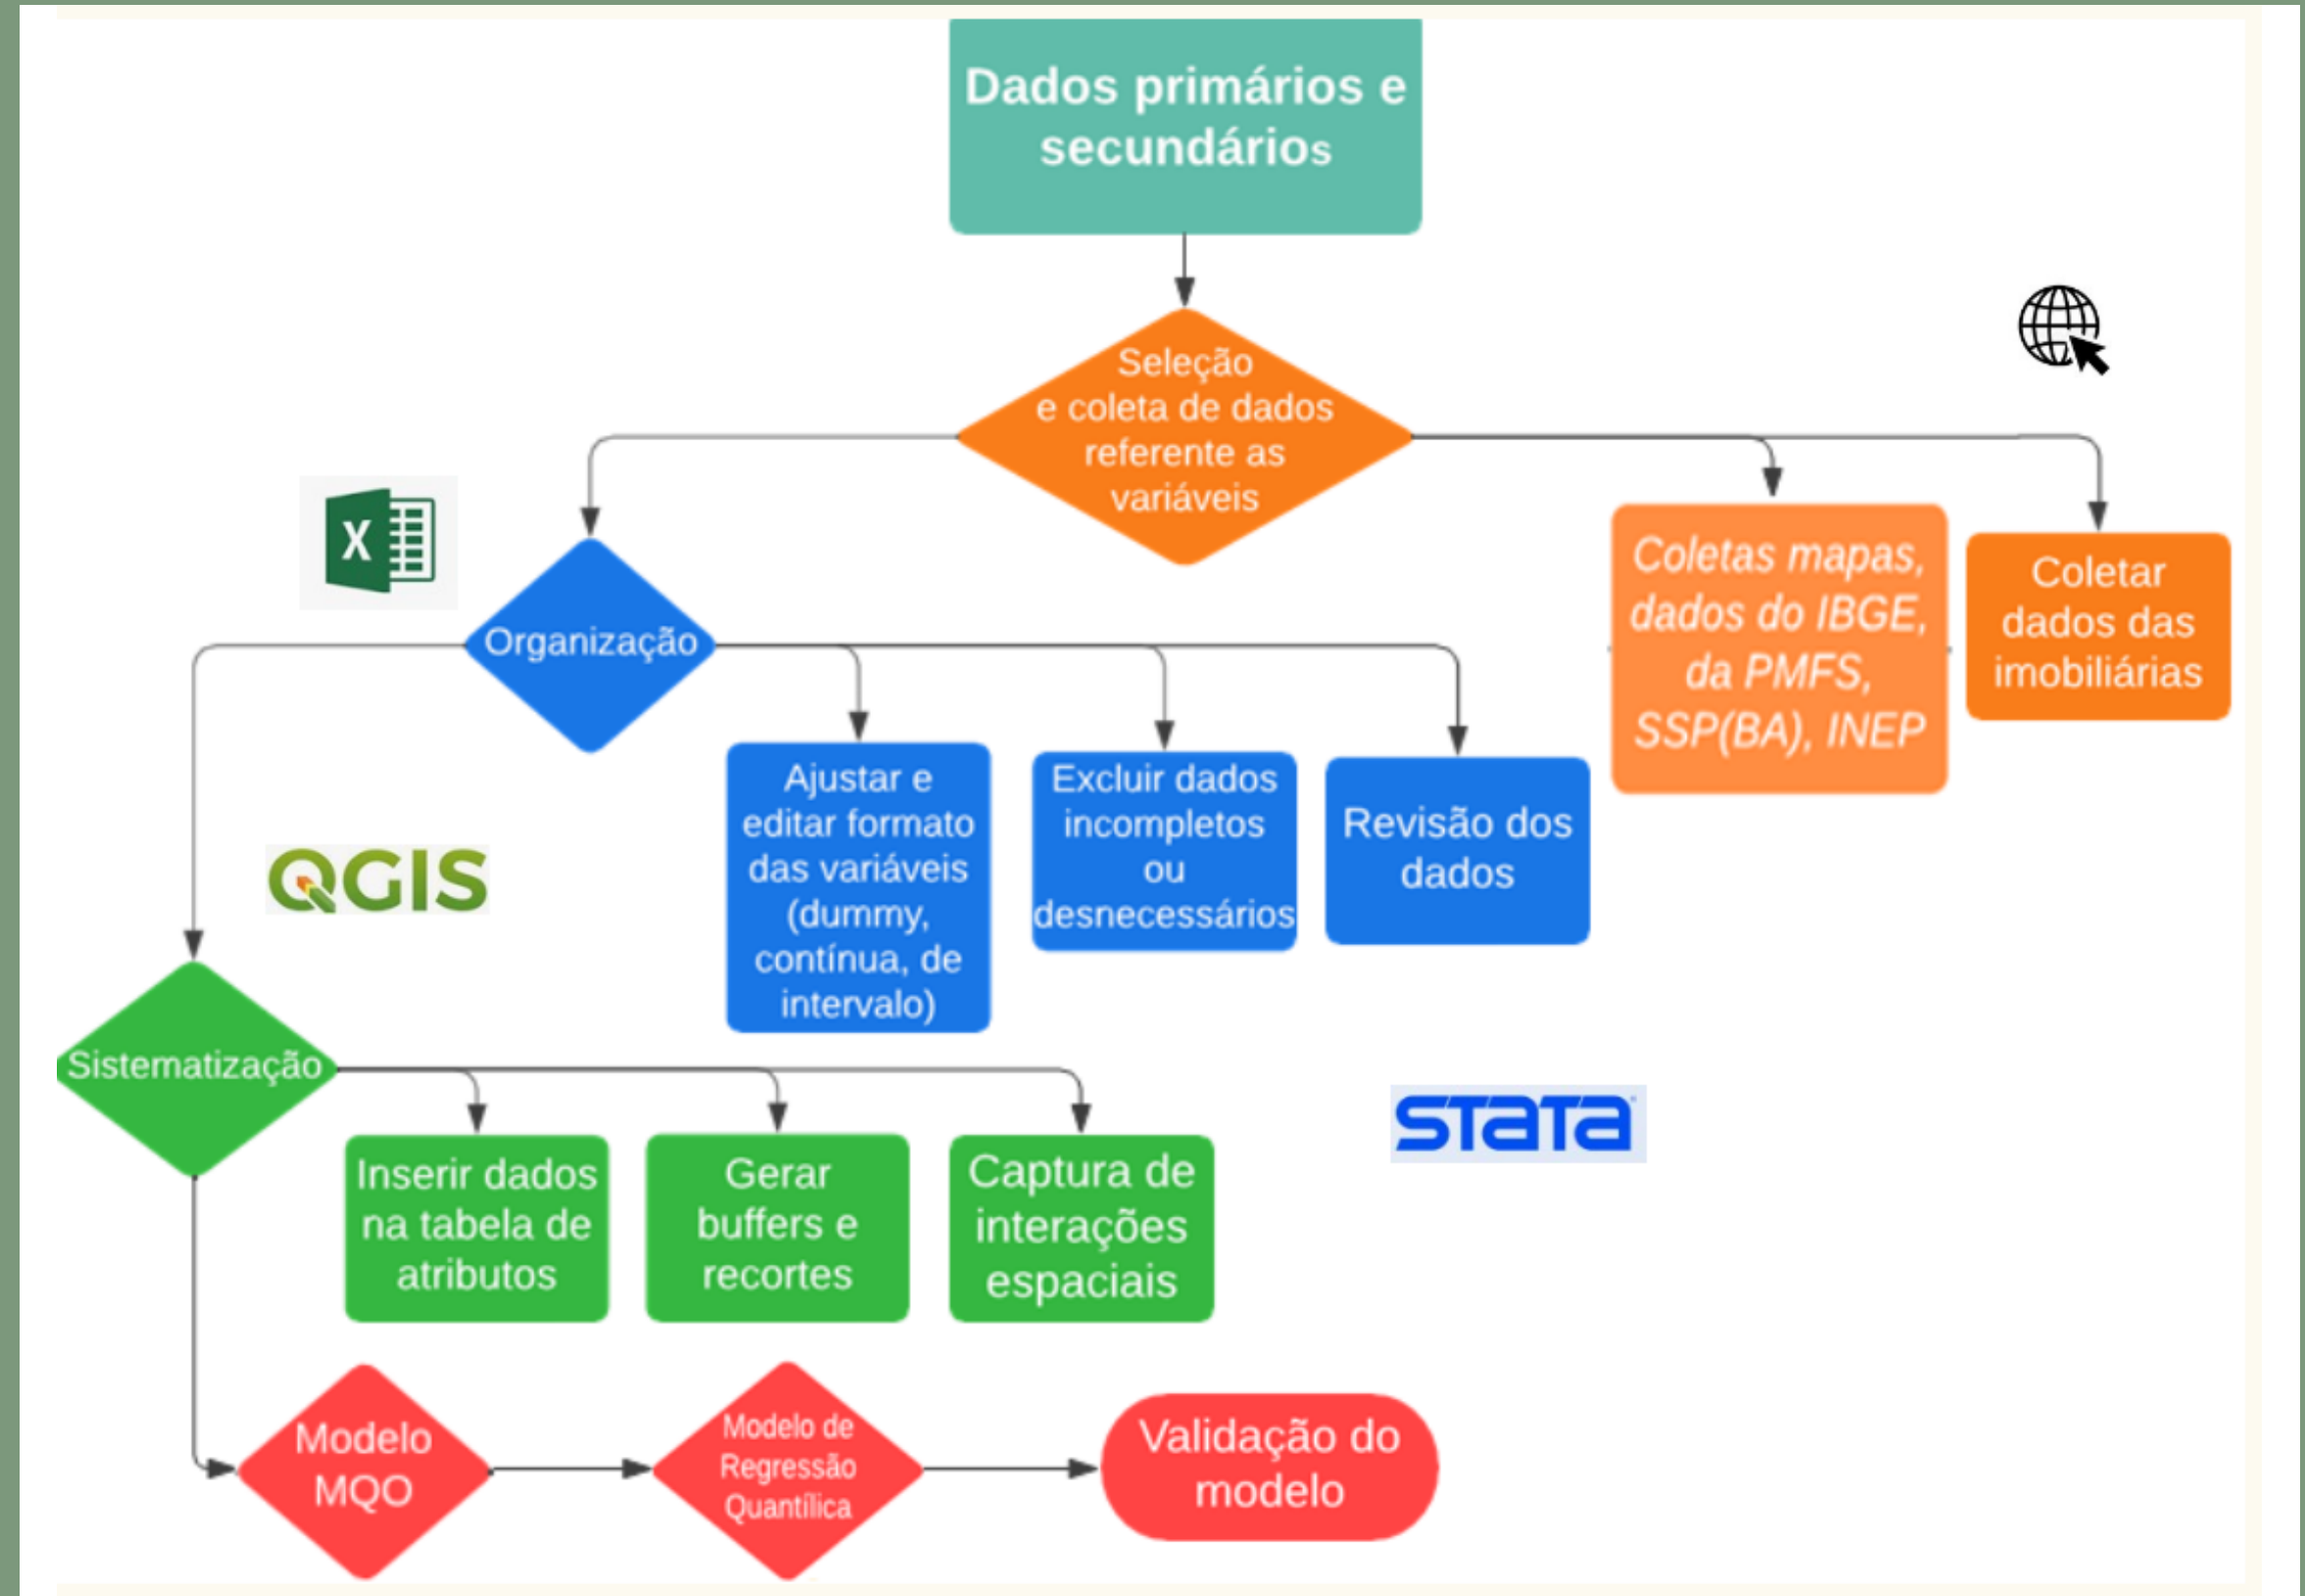 Dados primários e
secundários
Seleção
e coleta de dados
referente as
variáveis
Coletas mapas,
dados do IBGE,
da PMFS,
SSP(BA), INEP
Coletar
dados das
imobiliárias
X
Organização
Ajustar e
editar formato
das variáveis
(dummy,
contínua, de
intervalo)
Excluir dados
incompletos
ou
desnecessários
Revisão dos
dados
QGIS
Sistematização
Inserir dados
na tabela de
atributos
Gerar
buffers e
recortes
Captura de
interações
espaciais
stata
Modelo
MQO
Modelo de
Regressão
Quantílica
Validação do
modelo